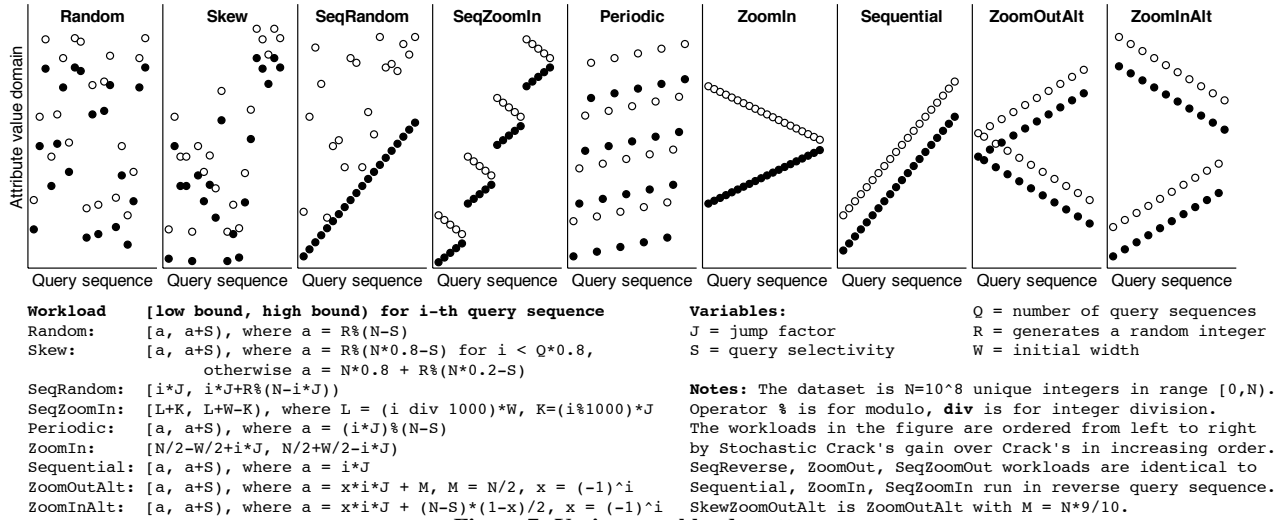 Random Skew SeqRandom SeqZoomIn Periodic ZoomIn Sequential ZoomOutAlt ZoomInAlt
Attribute value domain
Query sequence Query sequence Query sequence Query sequence Query sequence Query sequence Query sequence Query sequence Query sequence
Workload [low bound, high bound) for i-th query sequence
Random: [a, a+S), where a = R%(N-S)
Skew: [a, a+S), where a = R%(N*0.8-S) for i < Q*0.8,
otherwise a = N*0.8 + R%(N*0.2-S)
SeqRandom: [i*J, i*J+R%(N-i*J))
SeqZoomIn: [L+K, L+W-K), where L = (i div 1000)*W, K=(i%1000)*J
Periodic: [a, a+S), where a = (i*J)%(N-S)
ZoomIn: [N/2-W/2+i*J, N/2+W/2-i*J)
Sequential: [a, a+S), where a = i*J
ZoomOutAlt: [a, a+S), where a = x*i*J + M, M = N/2, x = (-1)^i
ZoomInAlt: [a, a+S), where a = x*i*J + (N-S)*(1-x)/2, x = (-1)^i
Variables: Q = number of query sequences
J = jump factor R = generates a random integer
S = query selectivity W = initial width
Notes: The dataset is N=10^8 unique integers in range [0,N).
Operator % is for modulo, div is for integer division.
The workloads in the figure are ordered from left to right
by Stochastic Crack's gain over Crack's in increasing order.
SeqReverse, ZoomOut, SeqZoomOut workloads are identical to
Sequential, ZoomIn, SeqZoomIn run in reverse query sequence.
SkewZoomOutAlt is ZoomOutAlt with M = N*9/10.